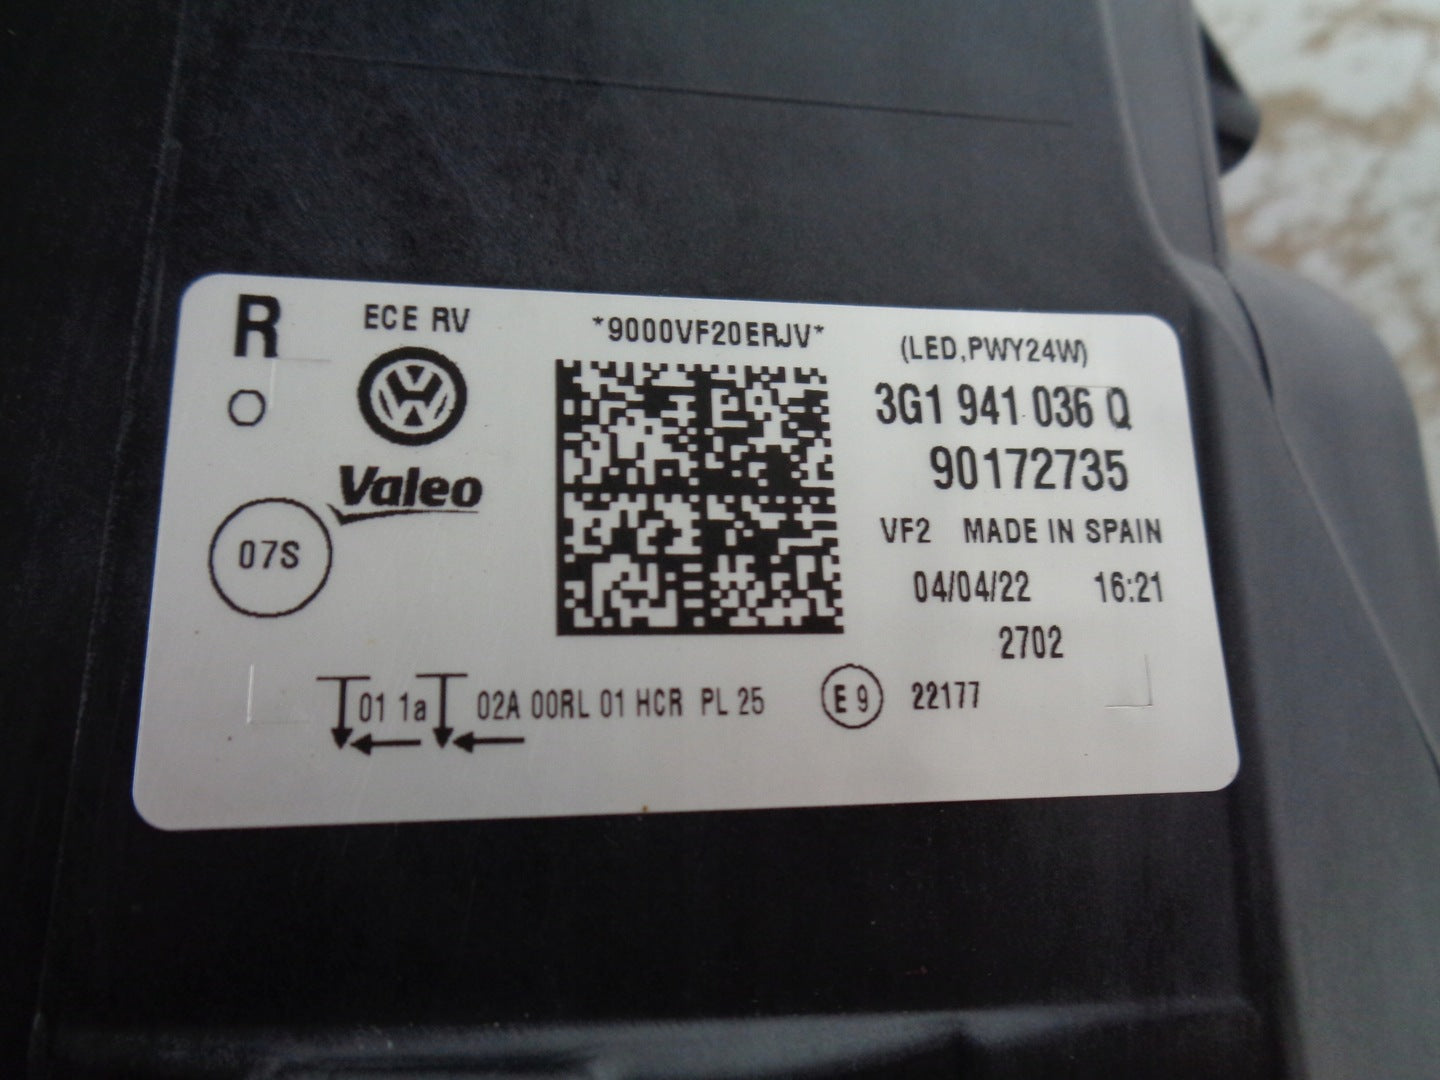 R
ECE RV
*9000VF20ERJV*
(LED,PWY24W)
3G1 941 036 Q
Valeo
90172735
07S
VF2 MADE IN SPAIN
04/04/22 16:21
2702
01 1a 02A 00RL 01 HCR PL 25
E9 22177